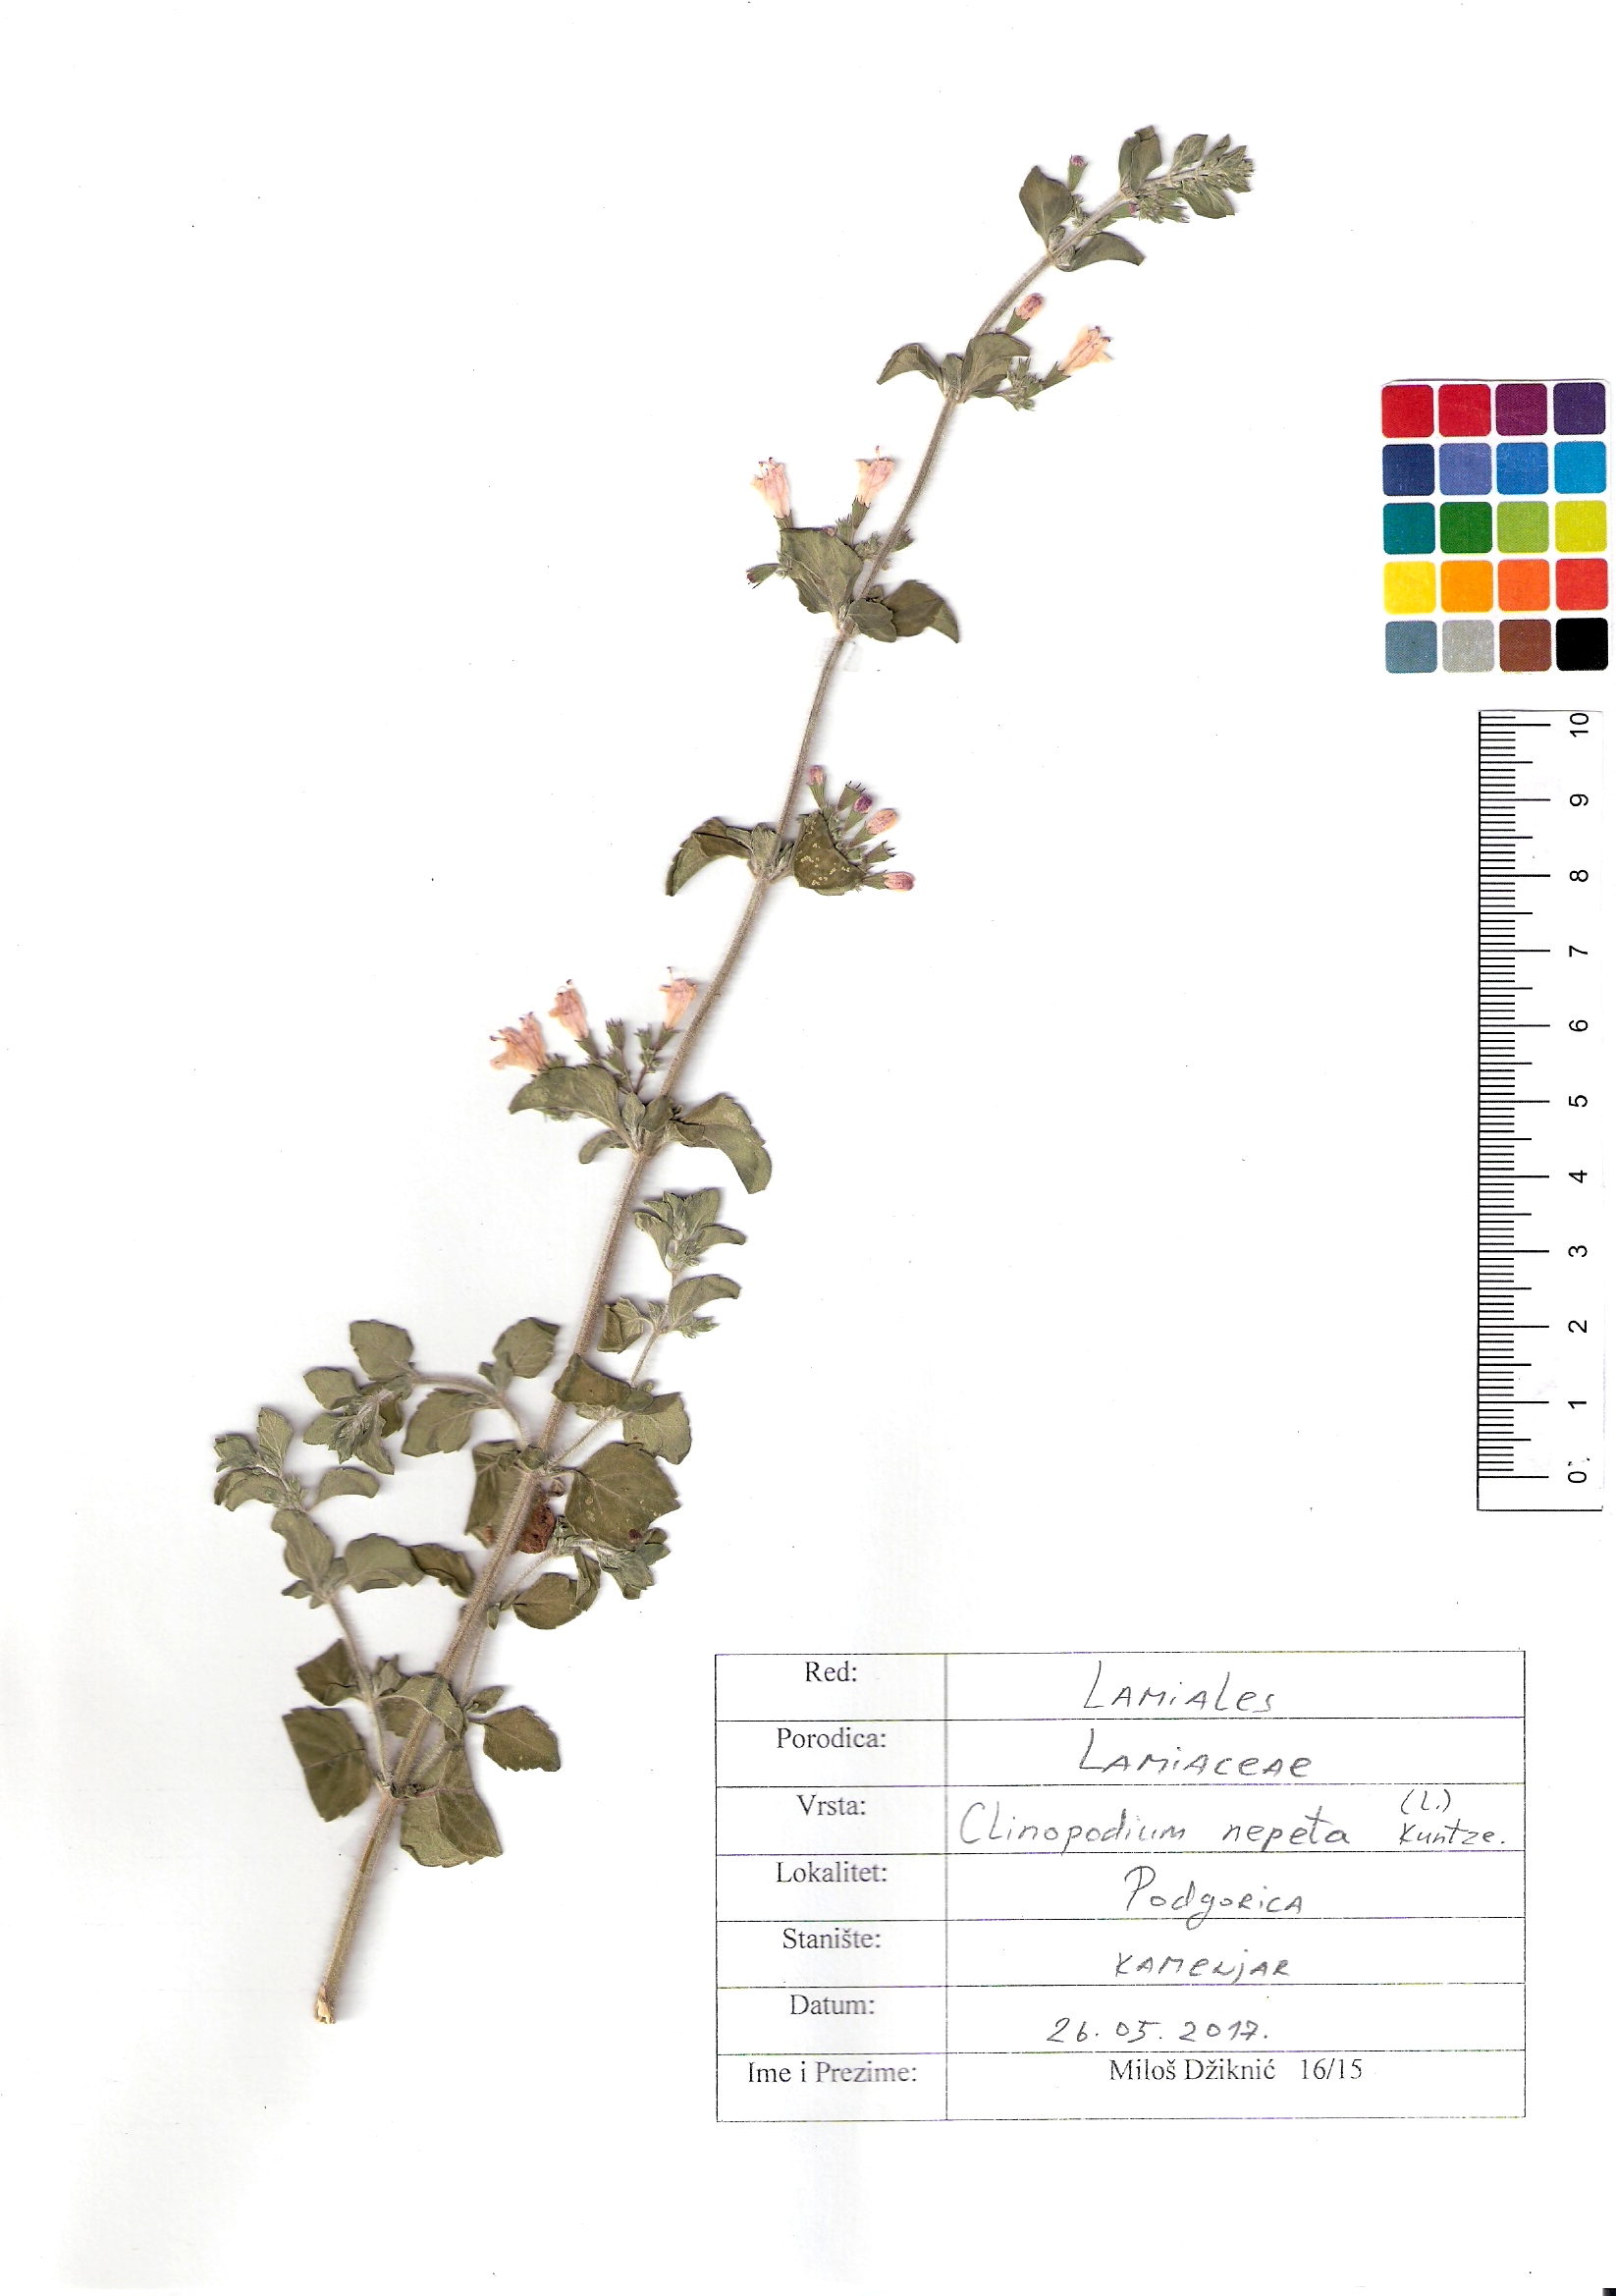 10
9
8
7
6
5
4
3
2
1
0
Red: Lamiales
Porodica: Lamiaceae
Vrsta: Clinopodium nepeta (L.) Kuntze.
Lokalitet: Podgorica
Stanište: kamenjar
Datum: 26.05.2017.
Ime i Prezime: Miloš Džiknić 16/15